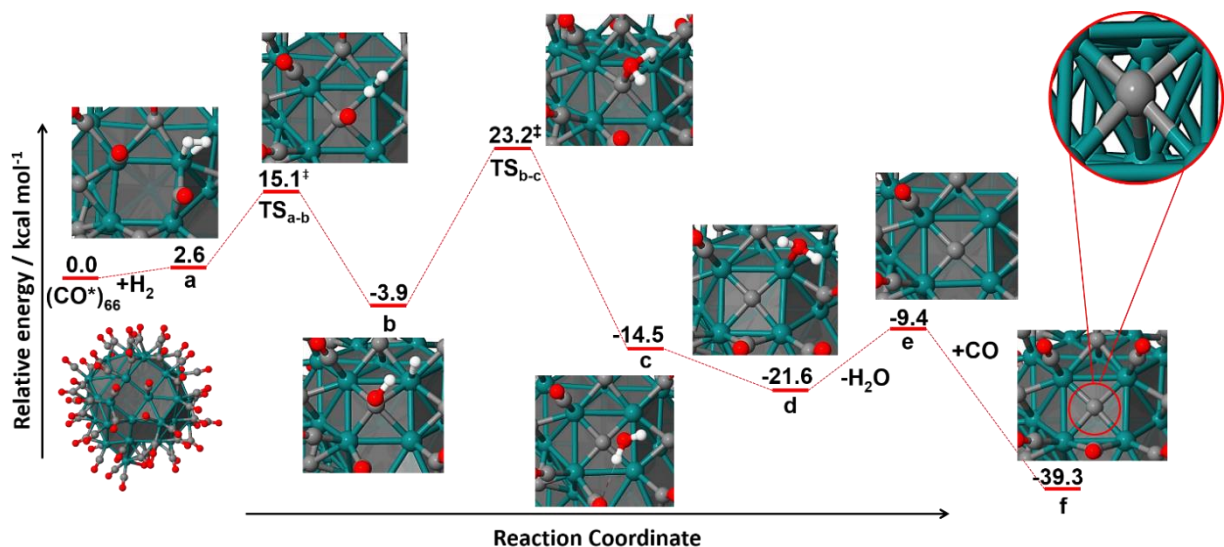 Relative energy / kcal mol⁻¹
0.0
(CO*)₆₆
+H₂
2.6
a
15.1‡
TSₐ₋b
-3.9
b
23.2‡
TSb-c
-14.5
c
-21.6
d
-H₂O
-9.4
e
+CO
-39.3
f
Reaction Coordinate